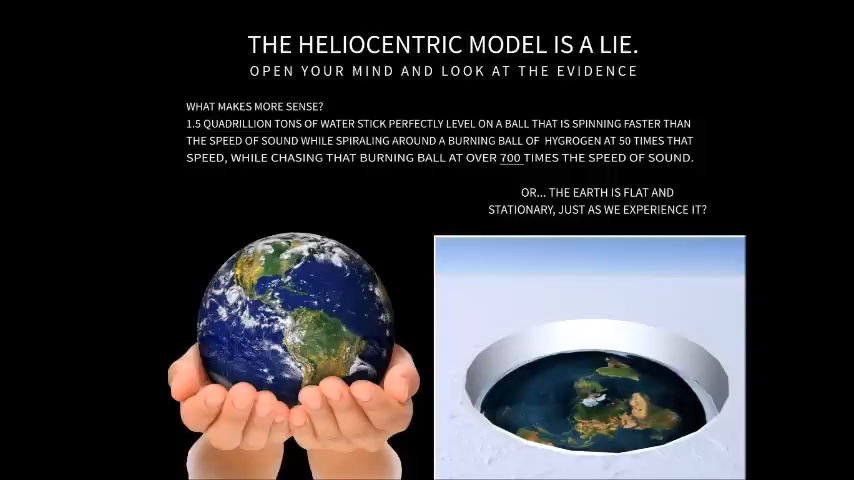 THE HELIOCENTRIC MODEL IS A LIE.
OPEN YOUR MIND AND LOOK AT THE EVIDENCE
WHAT MAKES MORE SENSE?
1.5 QUADRILLION TONS OF WATER STICK PERFECTLY LEVEL ON A BALL THAT IS SPINNING FASTER THAN
THE SPEED OF SOUND WHILE SPIRALING AROUND A BURNING BALL OF HYGROGEN AT 50 TIMES THAT
SPEED, WHILE CHASING THAT BURNING BALL AT OVER 700 TIMES THE SPEED OF SOUND.
OR... THE EARTH IS FLAT AND
STATIONARY, JUST AS WE EXPERIENCE IT?